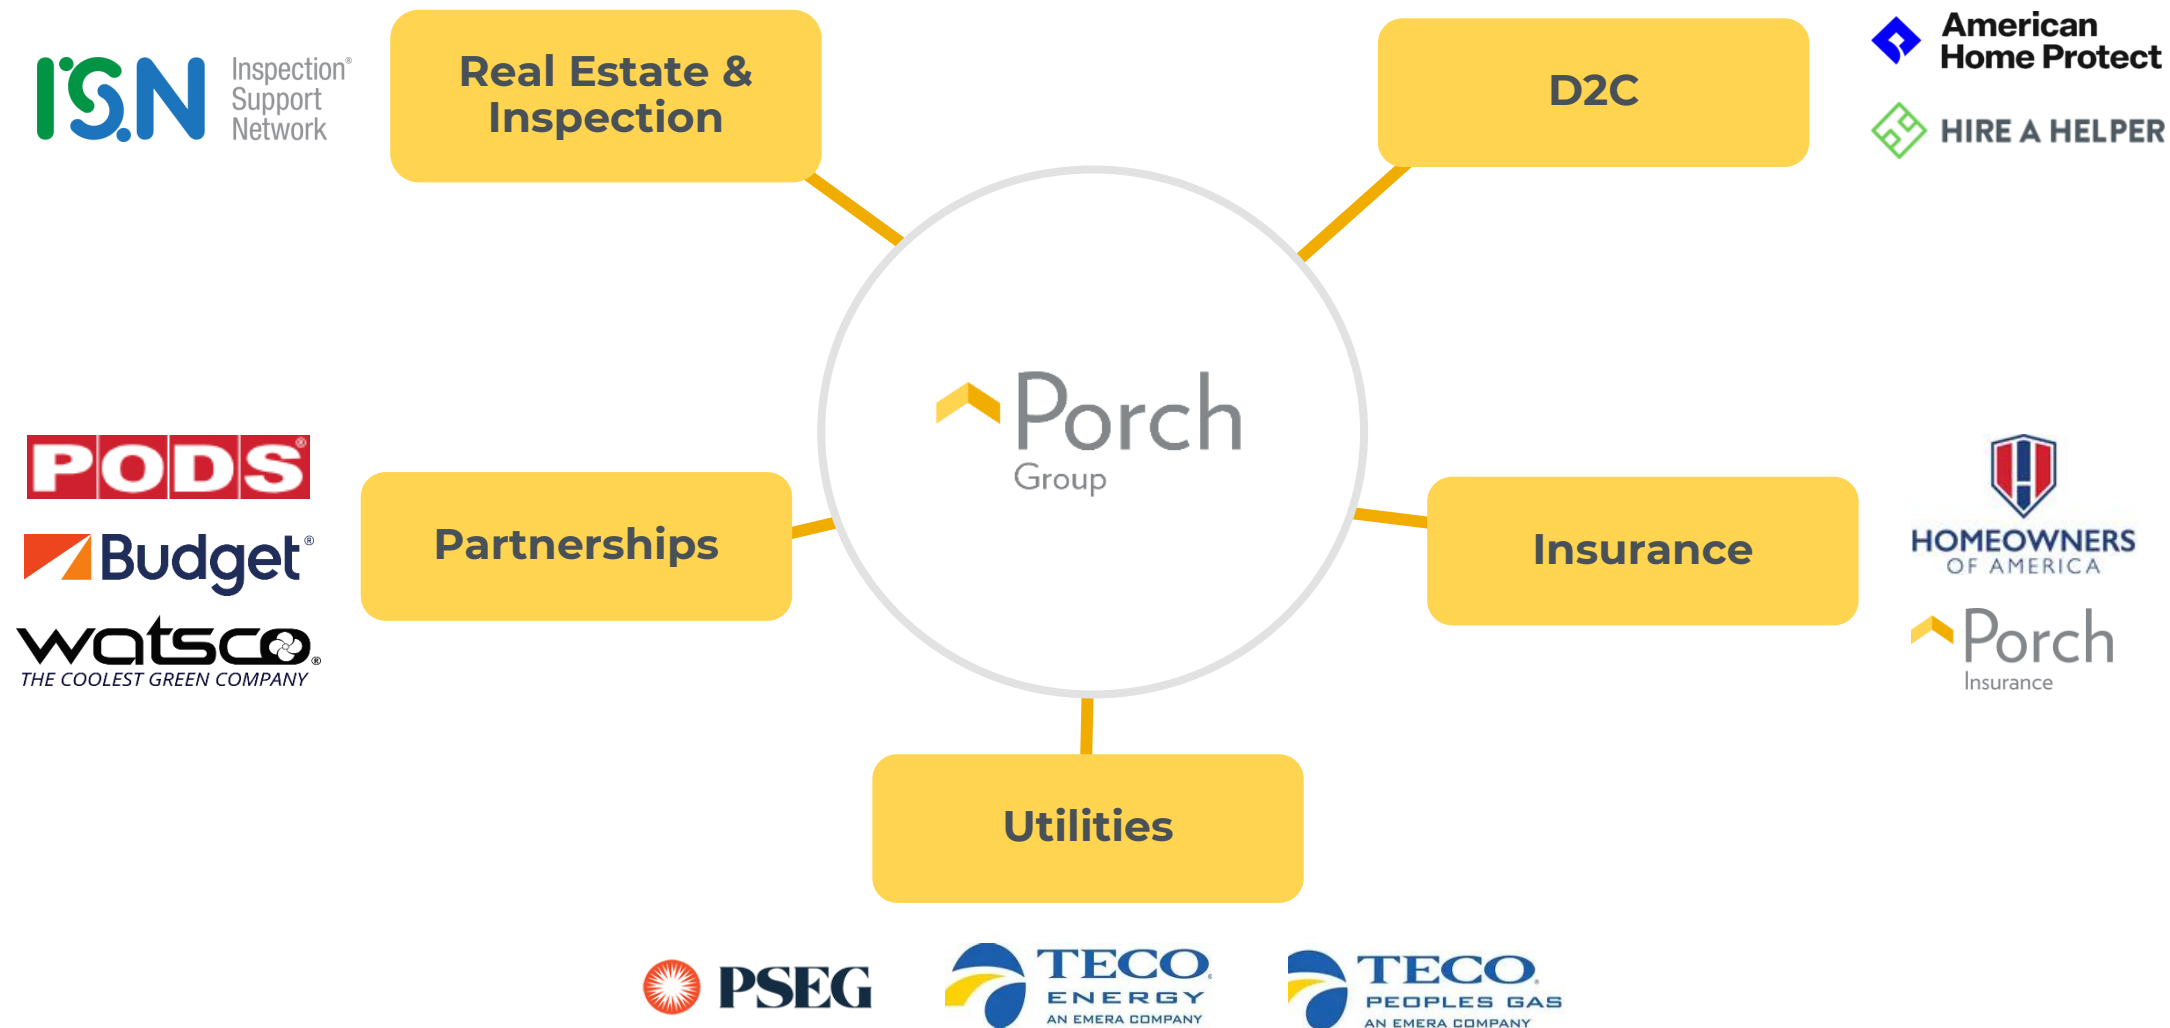 ISN
Inspection®
Support
Network
Real Estate &
Inspection
D2C
American
Home Protect
HIRE A HELPER
Porch
Group
PODS®
Budget®
watsco®
THE COOLEST GREEN COMPANY
Partnerships
Insurance
HOMEOWNERS
OF AMERICA
Porch
Insurance
Utilities
PSEG
TECO®
ENERGY
AN EMERA COMPANY
TECO®
PEOPLES GAS
AN EMERA COMPANY